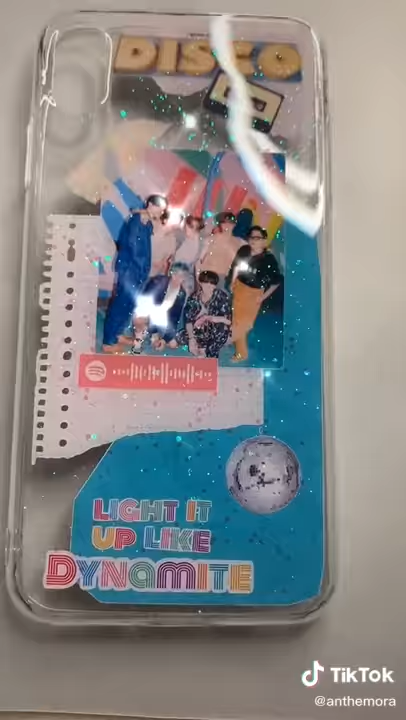 DISCO
LIGHT IT
UP LIKE
DYNAMITE
TikTok
@anthemora